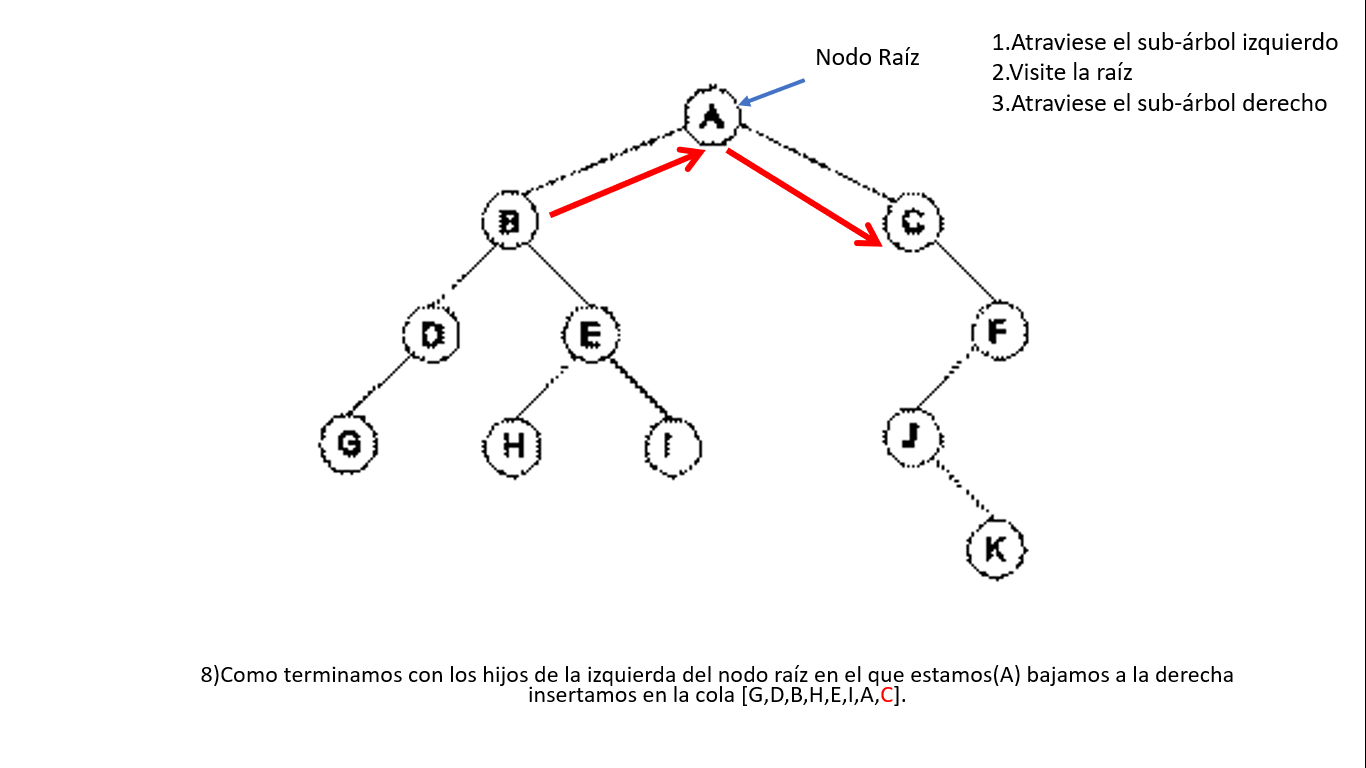 Nodo Raíz
1.Atraviese el sub-árbol izquierdo
2.Visite la raíz
3.Atraviese el sub-árbol derecho
A
B
C
D
E
F
G
H
I
J
K
8)Como terminamos con los hijos de la izquierda del nodo raíz en el que estamos(A) bajamos a la derecha
insertamos en la cola [G,D,B,H,E,I,A,C].